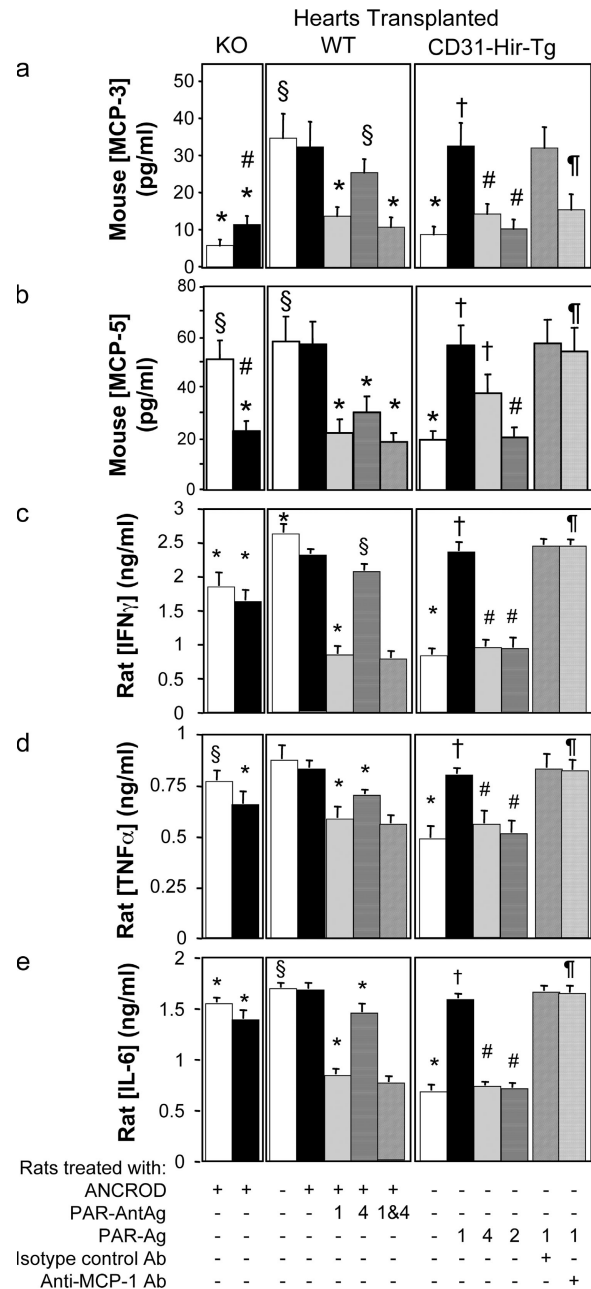 Hearts Transplanted
KO WT CD31-Hir-Tg
a
Mouse [MCP-3] (pg/ml)
50
40
30
20
10
0
* # * § * § * * † # # ¶
b
Mouse [MCP-5] (pg/ml)
80
60
40
20
0
§ # * § * * * * † † # ¶
c
Rat [IFNγ] (ng/ml)
3
2.5
2
1.5
1
0.5
0
* * * * § * † # # ¶
d
Rat [TNFα] (ng/ml)
1
0.75
0.5
0.25
0
§ * * * * † # # ¶
e
Rat [IL-6] (ng/ml)
2
1.5
1
0.5
0
* * § * * * † # # ¶
Rats treated with:
ANCROD + + - + + + + - - - - - -
PAR-AntAg - - - - 1 4 1&4 - - - - - -
PAR-Ag - - - - - - - - 1 4 2 1 1
Isotype control Ab - - - - - - - - - - - + -
Anti-MCP-1 Ab - - - - - - - - - - - - +